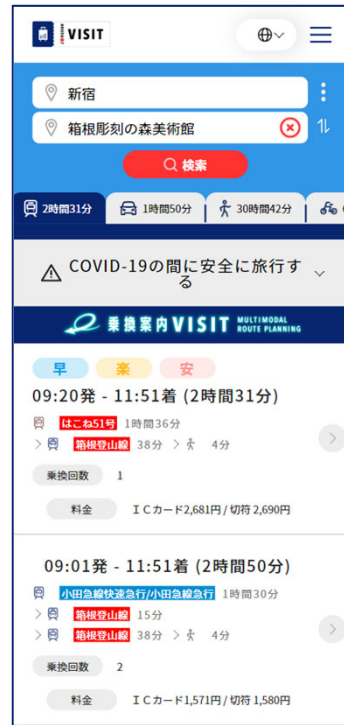 VISIT
新宿
箱根彫刻の森美術館
検索
2時間31分
1時間50分
30時間42分
COVID-19の間に安全に旅行す
る
乗換案内VISIT MULTIMODAL ROUTE PLANNING
早 楽 安
09:20発 - 11:51着 (2時間31分)
はこね51号 1時間36分
> 箱根登山線 38分 > 4分
乗換回数 1
料金 ICカード2,681円 / 切符 2,690円
09:01発 - 11:51着 (2時間50分)
小田急線快速急行/小田急線急行 1時間30分
> 箱根登山線 15分
> 箱根登山線 38分 > 4分
乗換回数 2
料金 ICカード1,571円 / 切符 1,580円